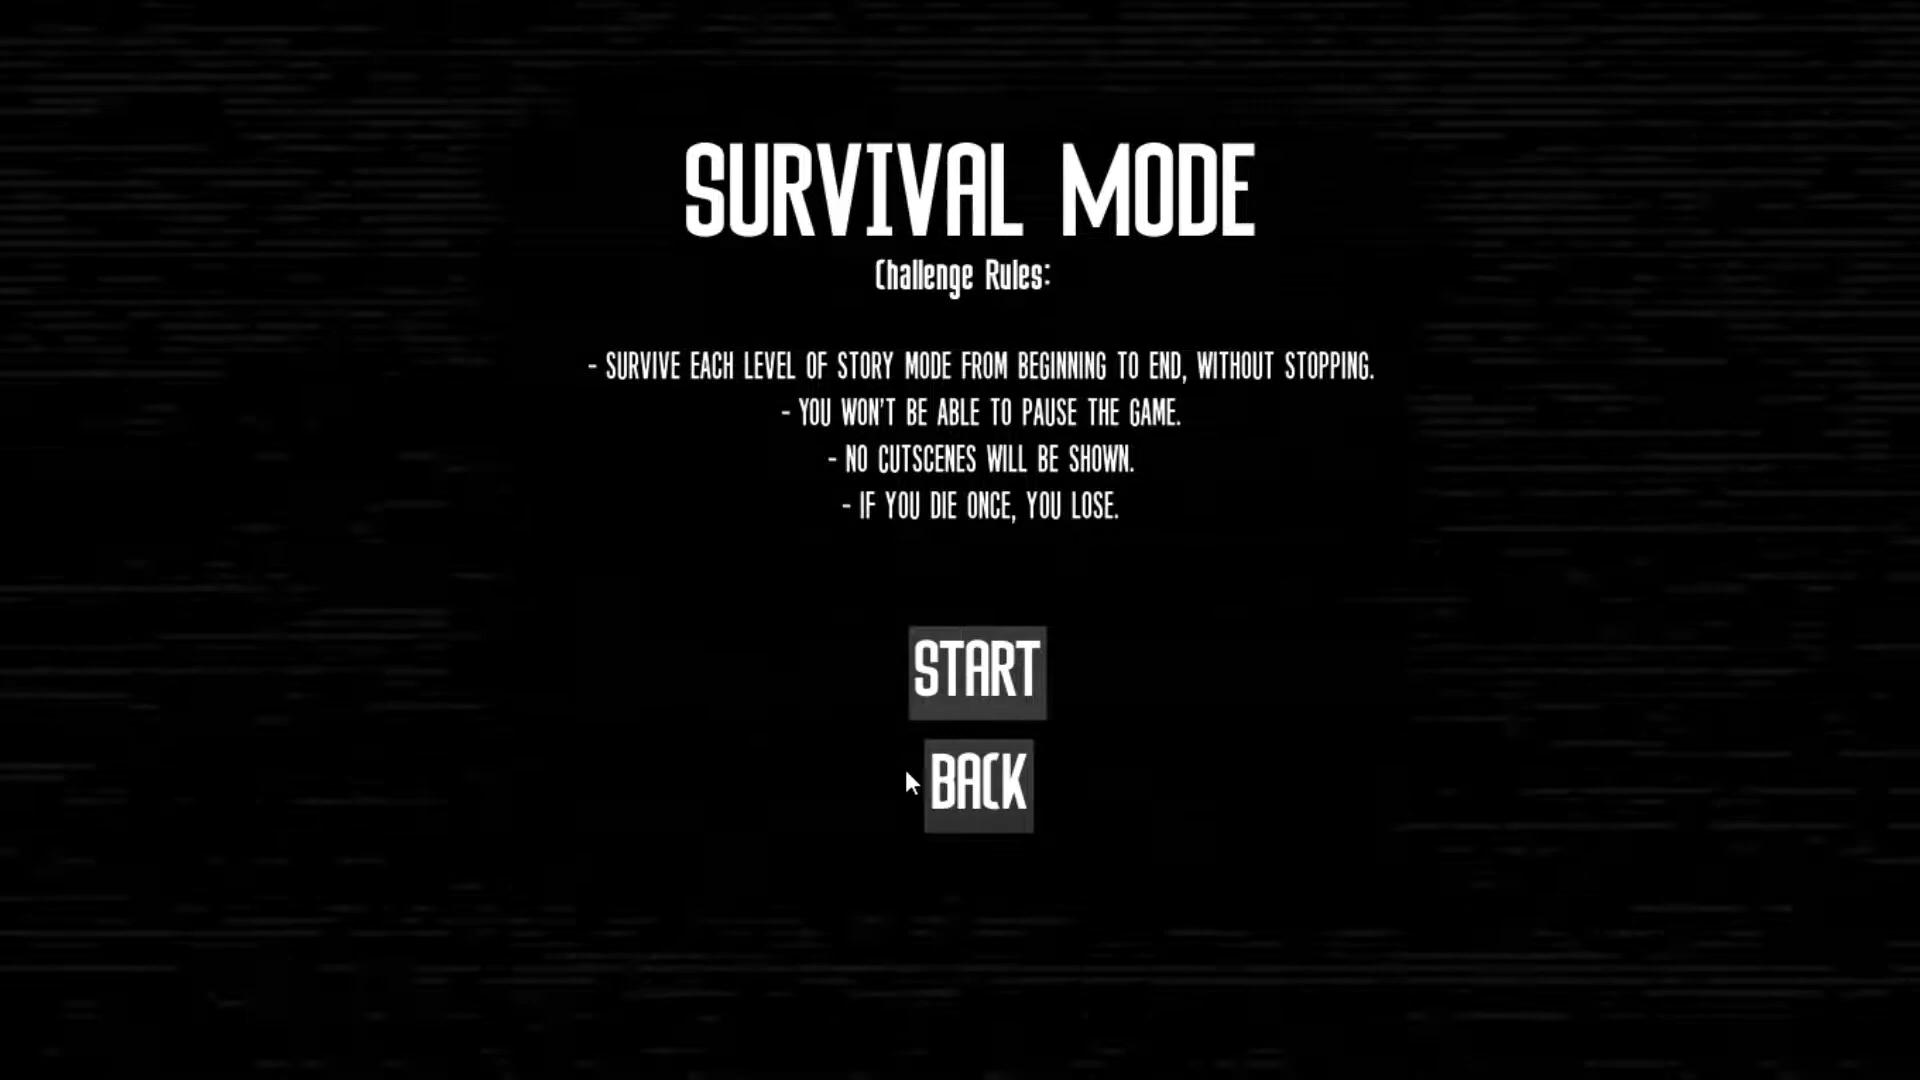 SURVIVAL MODE
Challenge Rules:
- SURVIVE EACH LEVEL OF STORY MODE FROM BEGINNING TO END, WITHOUT STOPPING.
- YOU WON'T BE ABLE TO PAUSE THE GAME.
- NO CUTSCENES WILL BE SHOWN.
- IF YOU DIE ONCE, YOU LOSE.
START
BACK